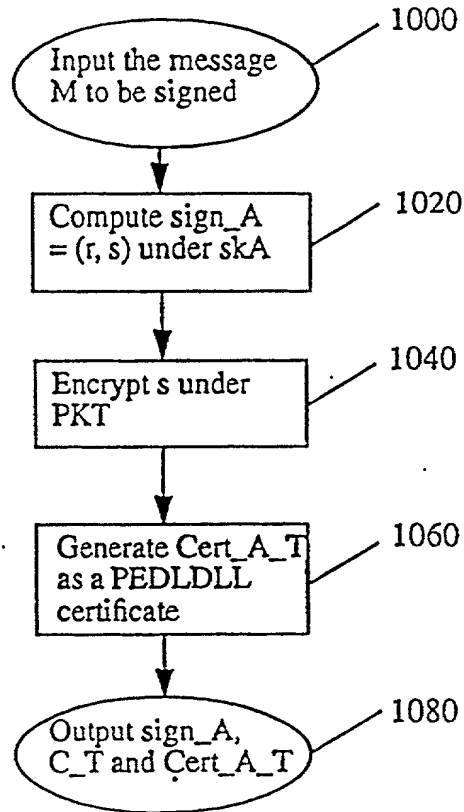 1000
Input the message
M to be signed
1020
Compute sign_A
= (r, s) under skA
1040
Encrypt s under
PKT
1060
Generate Cert_A_T
as a PEDLDLL
certificate
1080
Output sign_A,
C_T and Cert_A_T